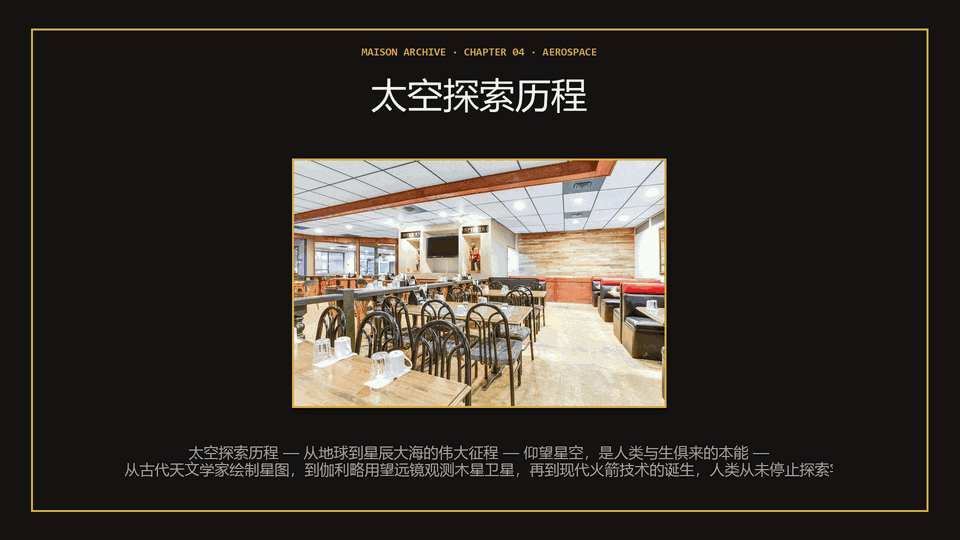 MAISON ARCHIVE · CHAPTER 04 · AEROSPACE
太空探索历程
太空探索历程 — 从地球到星辰大海的伟大征程 — 仰望星空，是人类与生俱来的本能 —
从古代天文学家绘制星图，到伽利略用望远镜观测木星卫星，再到现代火箭技术的诞生，人类从未停止探索